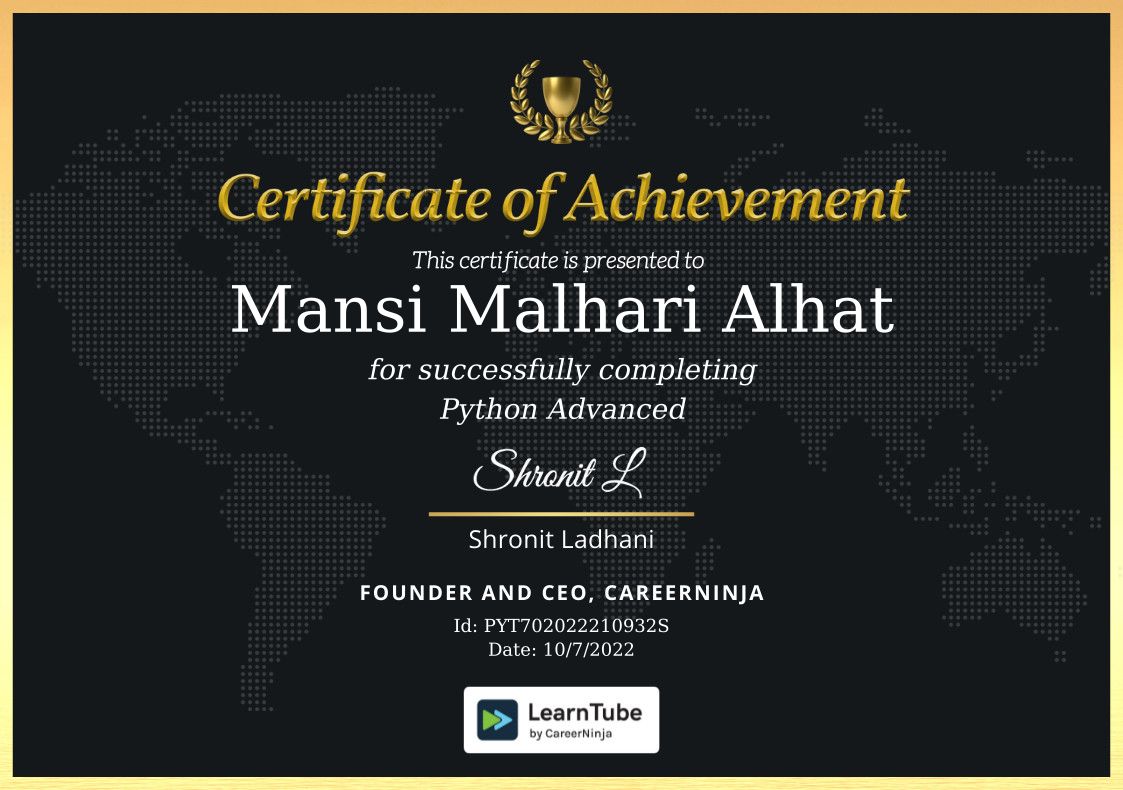 Certificate of Achievement
This certificate is presented to
Mansi Malhari Alhat
for successfully completing
Python Advanced
Shronit L
Shronit Ladhani
FOUNDER AND CEO, CAREERNINJA
Id: PYT702022210932S
Date: 10/7/2022
LearnTube
by CareerNinja